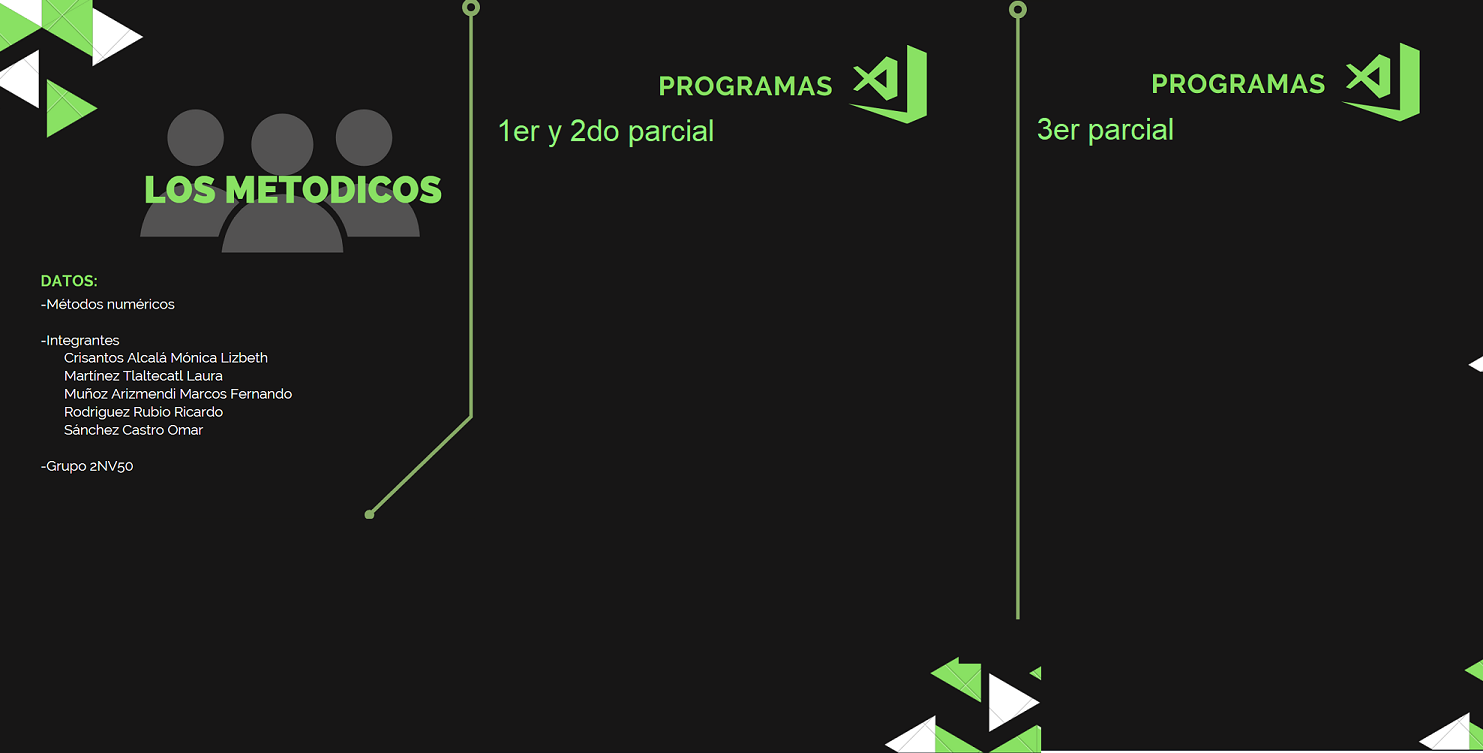 LOS METODICOS
DATOS:
-Métodos numéricos
-Integrantes
Crisantos Alcalá Mónica Lizbeth
Martínez Tlaltecatl Laura
Muñoz Arizmendi Marcos Fernando
Rodriguez Rubio Ricardo
Sánchez Castro Omar
-Grupo 2NV50
PROGRAMAS
1er y 2do parcial
PROGRAMAS
3er parcial